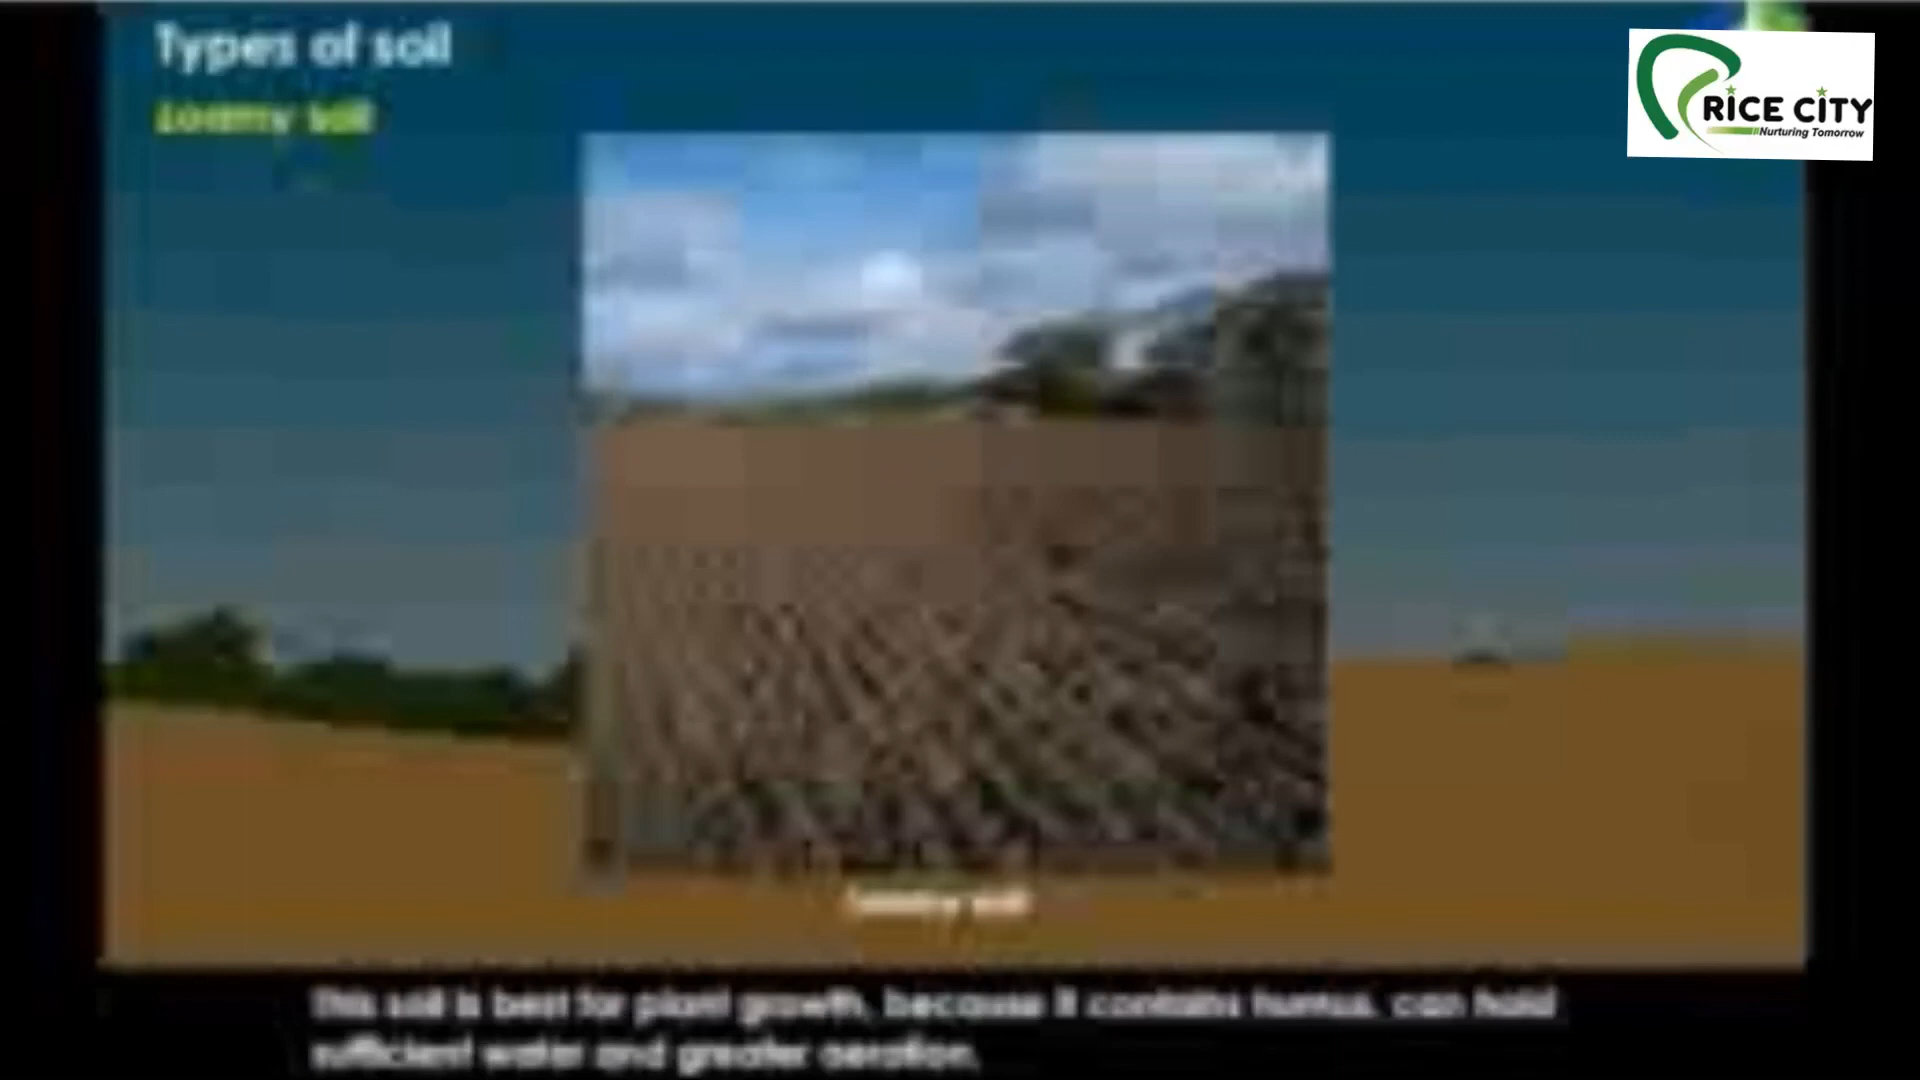 Types of soil
Loamy soil
RICE CITY
Nurturing Tomorrow
Loamy soil
This soil is best for plant growth, because it contains humus, can hold
sufficient water and greater aeration.